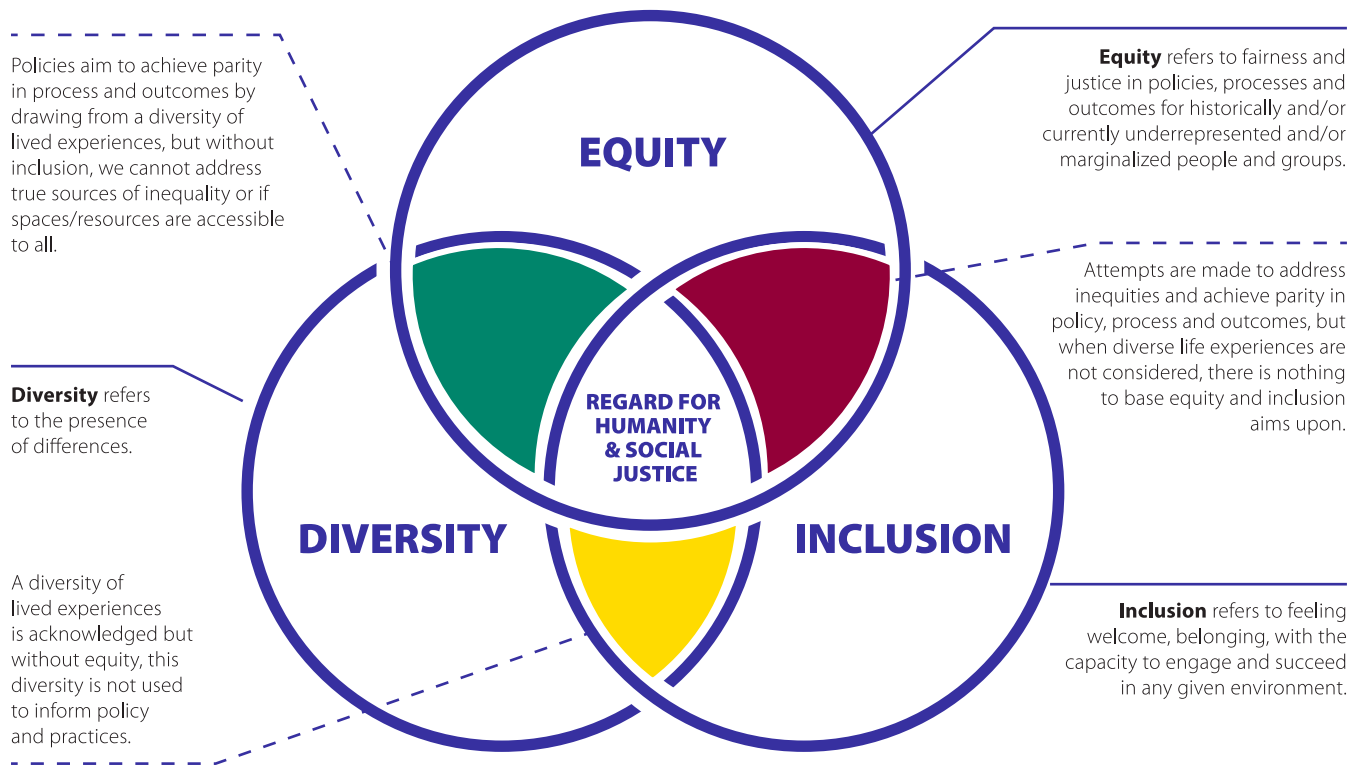 Policies aim to achieve parity
in process and outcomes by
drawing from a diversity of
lived experiences, but without
inclusion, we cannot address
true sources of inequality or if
spaces/resources are accessible
to all.
Equity refers to fairness and
justice in policies, processes and
outcomes for historically and/or
currently underrepresented and/or
marginalized people and groups.
EQUITY
Attempts are made to address
inequities and achieve parity in
policy, process and outcomes, but
when diverse life experiences are
not considered, there is nothing
to base equity and inclusion
aims upon.
Diversity refers
to the presence
of differences.
REGARD FOR
HUMANITY
& SOCIAL
JUSTICE
DIVERSITY
INCLUSION
A diversity of
lived experiences
is acknowledged but
without equity, this
diversity is not used
to inform policy
and practices.
Inclusion refers to feeling
welcome, belonging, with the
capacity to engage and succeed
in any given environment.